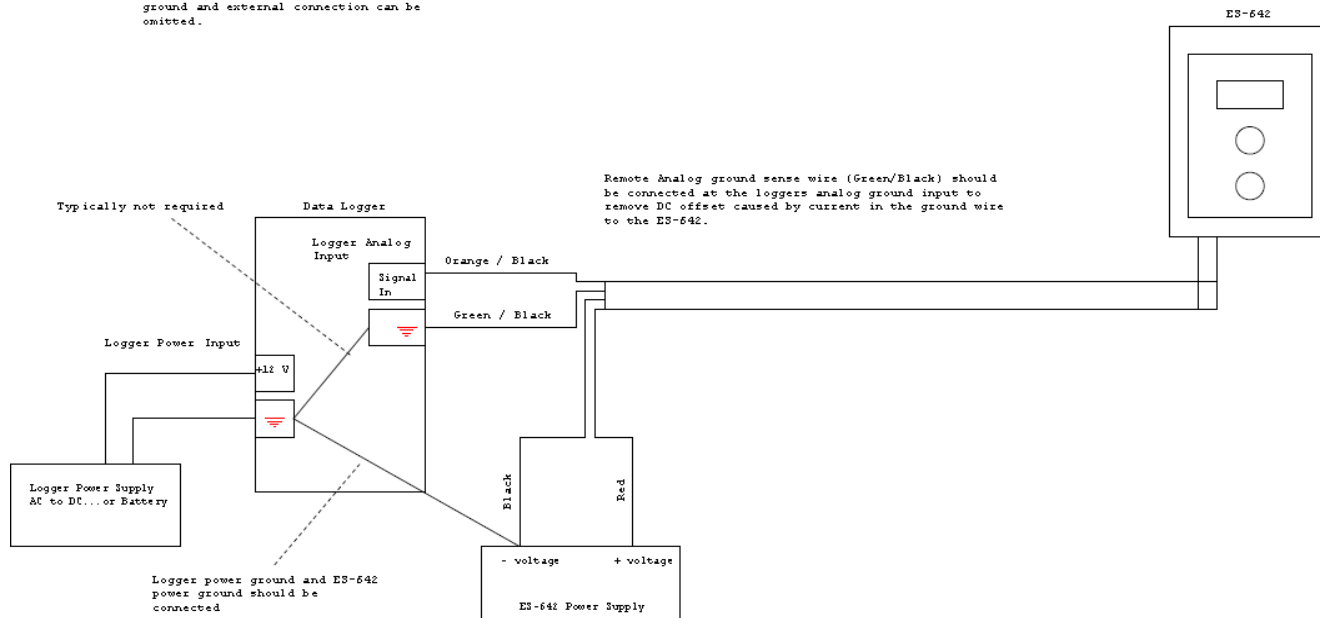 ground and external connection can be
omitted.
ES-642
Remote Analog ground sense wire (Green/Black) should
be connected at the loggers analog ground input to
remove DC offset caused by current in the ground wire
to the ES-642.
Typically not required
Data Logger
Logger Analog
Input
Orange / Black
Signal
In
Green / Black
Logger Power Input
+12 V
Logger Power Supply
AC to DC...or Battery
Black
Red
- voltage
+ voltage
Logger power ground and ES-642
power ground should be
connected
ES-642 Power Supply